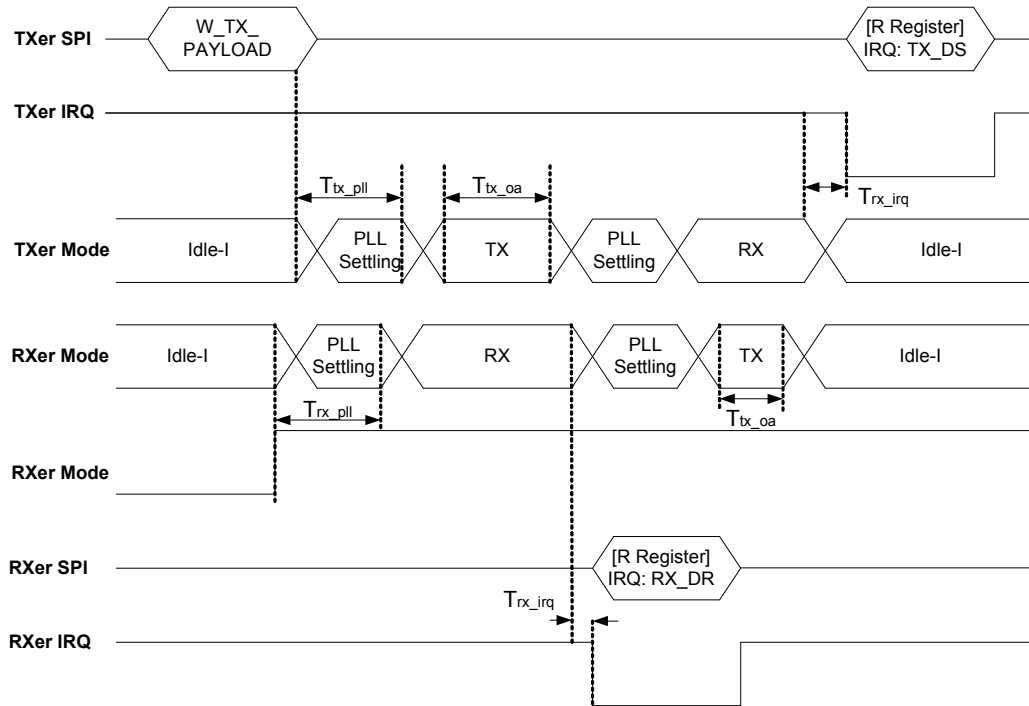 TXer SPI
W_TX_
PAYLOAD
[R Register]
IRQ: TX_DS
TXer IRQ
Ttx_pll
Ttx_oa
Trx_irq
TXer Mode
Idle-I
PLL
Settling
TX
PLL
Settling
RX
Idle-I
RXer Mode
Idle-I
PLL
Settling
RX
PLL
Settling
TX
Idle-I
Trx_pll
Ttx_oa
RXer Mode
RXer SPI
[R Register]
IRQ: RX_DR
Trx_irq
RXer IRQ